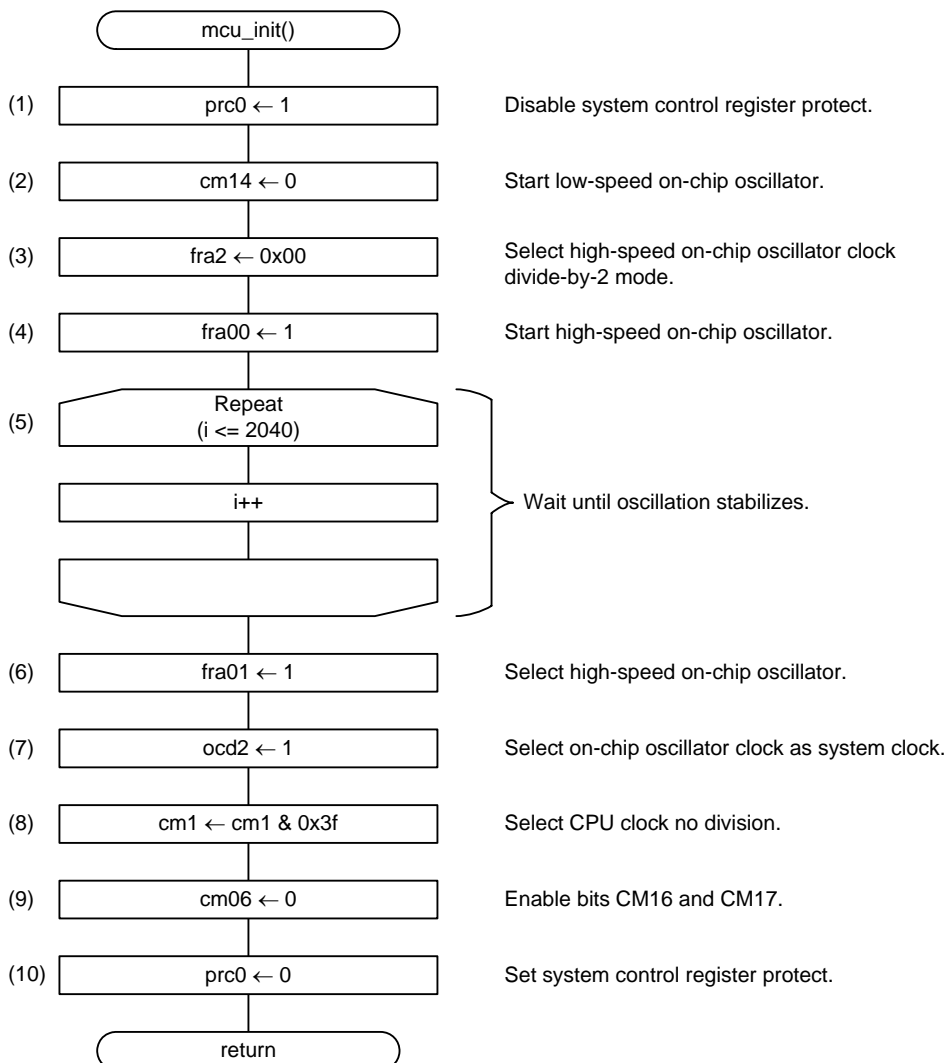 mcu_init()
(1) prc0 ← 1 Disable system control register protect.
(2) cm14 ← 0 Start low-speed on-chip oscillator.
(3) fra2 ← 0x00 Select high-speed on-chip oscillator clock
divide-by-2 mode.
(4) fra00 ← 1 Start high-speed on-chip oscillator.
(5) Repeat
(i <= 2040)
i++ Wait until oscillation stabilizes.
(6) fra01 ← 1 Select high-speed on-chip oscillator.
(7) ocd2 ← 1 Select on-chip oscillator clock as system clock.
(8) cm1 ← cm1 & 0x3f Select CPU clock no division.
(9) cm06 ← 0 Enable bits CM16 and CM17.
(10) prc0 ← 0 Set system control register protect.
return